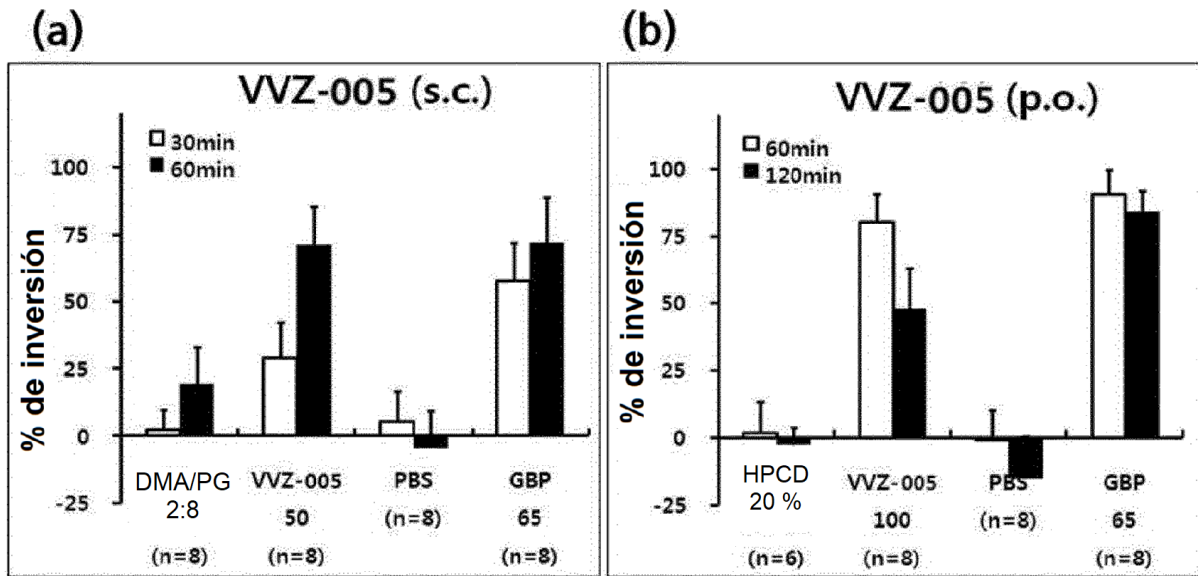 (a)
VVZ-005 (s.c.)
30min
60min
% de inversión
100
75
50
25
0
-25
DMA/PG
2:8
(n=8)
VVZ-005
50
(n=8)
PBS
(n=8)
GBP
65
(n=8)
(b)
VVZ-005 (p.o.)
60min
120min
% de inversión
100
75
50
25
0
-25
HPCD
20 %
(n=6)
VVZ-005
100
(n=8)
PBS
(n=8)
GBP
65
(n=8)